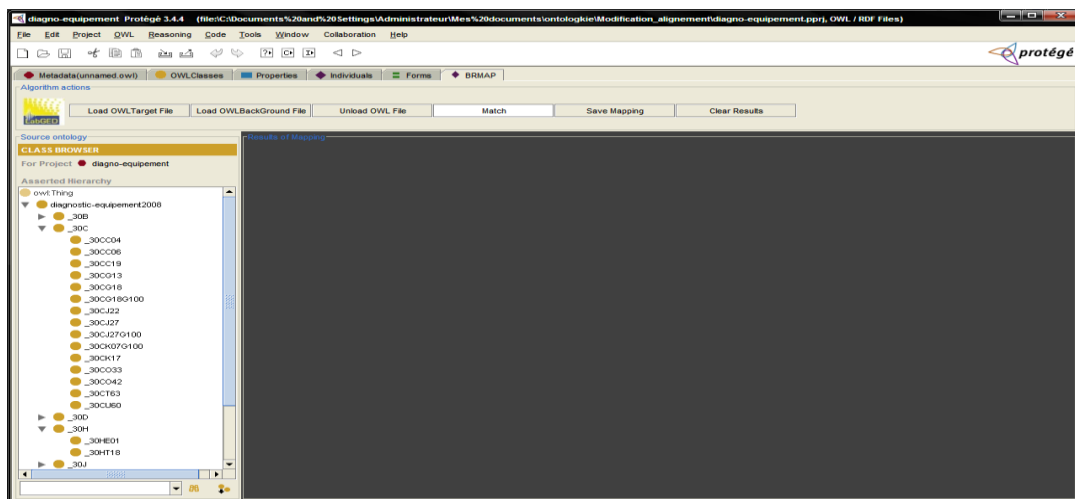 diagno-equipement Protégé 3.4.4 (file:\C:\Documents%20and%20Settings\Administrateur\Mes%20documents\ontologkie\Modification_alignement\diagno-equipement.pprj, OWL / RDF Files)
File Edit Project OWL Reasoning Code Tools Window Collaboration Help
protégé
Metadata(unnamed.owl) OWLClasses Properties Individuals Forms BRMAP
Algorithm actions
LabGED Load OWLTarget File Load OWLBackGround File Unload OWL File Match Save Mapping Clear Results
Source ontology Results of Mapping
CLASS BROWSER
For Project diagno-equipement
Asserted Hierarchy
owl:Thing
diagnostic-equipement2008
_30B
_30C
_30CC04
_30CC06
_30CC19
_30CG13
_30CG18
_30CG18G100
_30CJ22
_30CJ27
_30CJ27G100
_30CK07G100
_30CK17
_30CO33
_30CO42
_30CT63
_30CU60
_30D
_30H
_30HE01
_30HT18
_30J